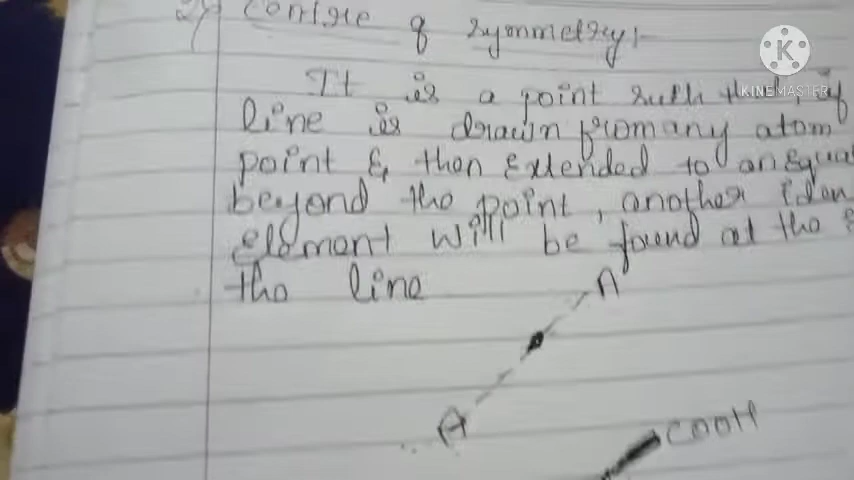 2) Centre of symmetry:-
It is a point such that, if
line is drawn from any atom
point & then extended to an equal
beyond the point, another iden
element will be found at the
the line
A
A
COOH
KINEMASTER